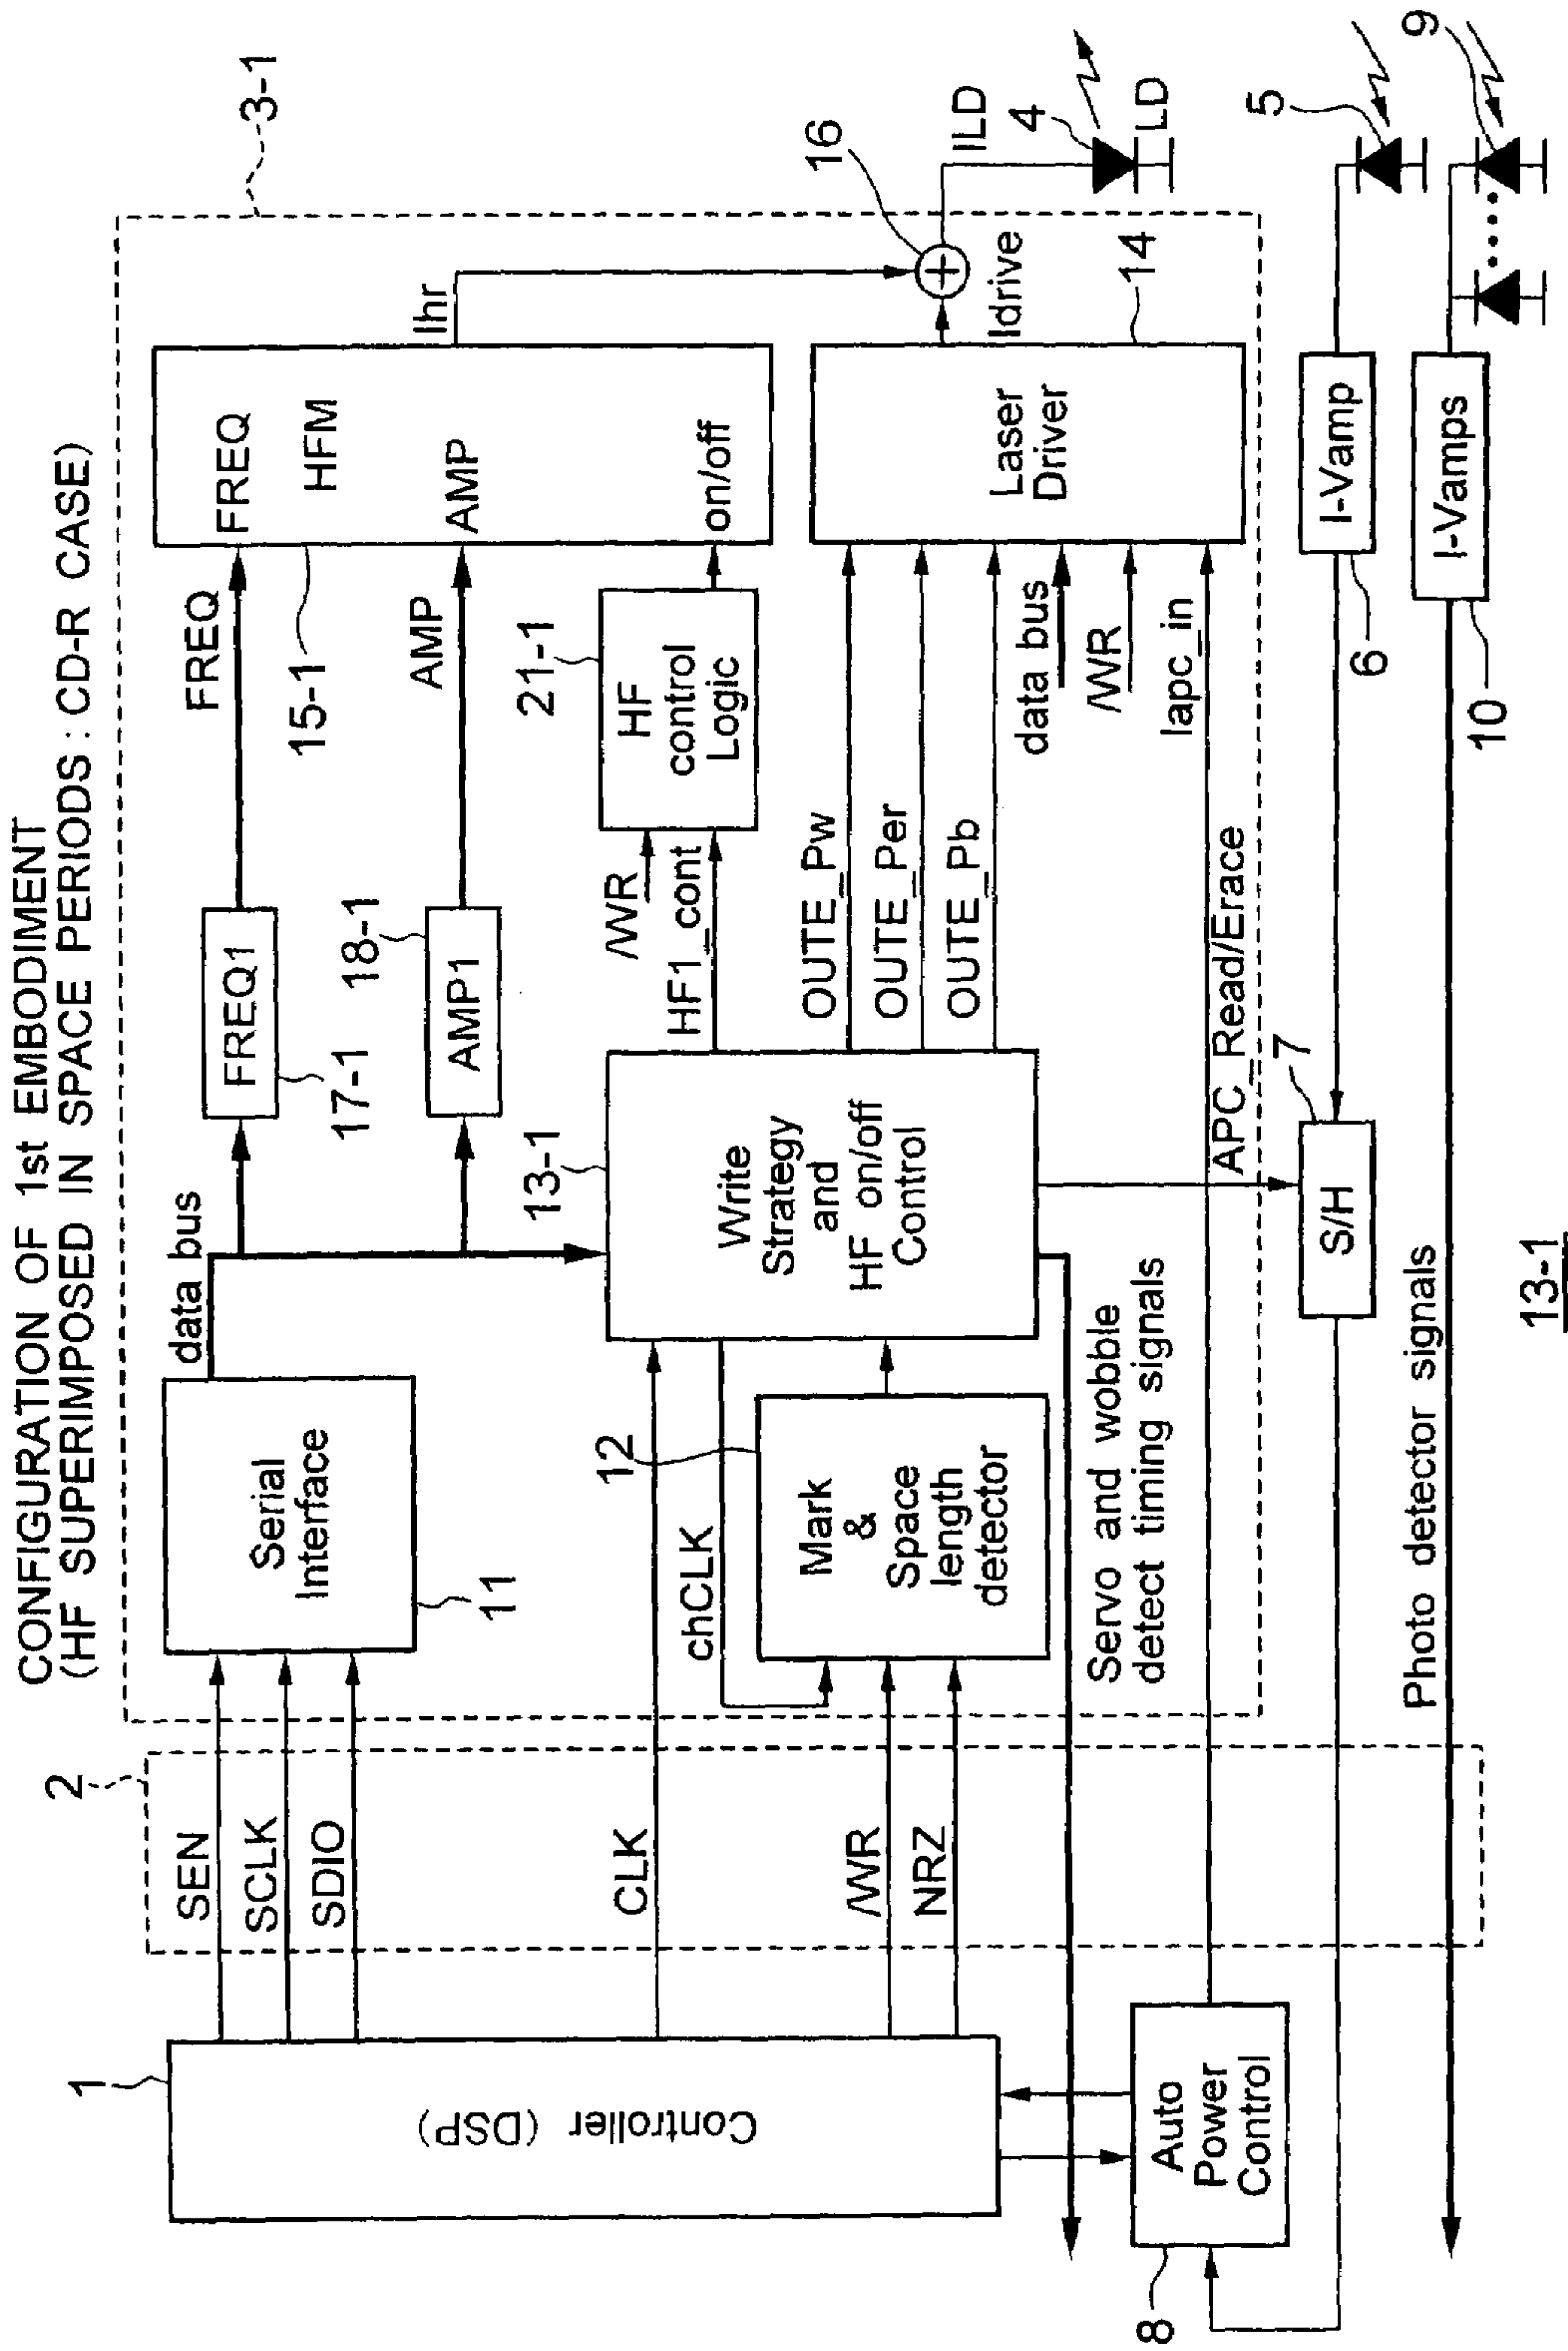 CONFIGURATION OF 1st EMBODIMENT
(HF SUPERIMPOSED IN SPACE PERIODS : CD-R CASE)
1
Controller (DSP)
2
SEN
SCLK
SDIO
CLK
/WR
NRZ
3-1
Serial
Interface
11
data bus
FREQ1
17-1
FREQ
AMP1
18-1
AMP
FREQ
HFM
AMP
on/off
15-1
Ihr
chCLK
12
Mark
&
Space
length
detector
13-1
Write
Strategy
and
HF on/off
Control
/WR
HF1_cont
21-1
HF
control
Logic
OUTE_Pw
OUTE_Per
OUTE_Pb
data bus
/WR
Iapc_in
Laser
Driver
14
Idrive
16
ILD
4
LD
Servo and wobble
detect timing signals
APC_Read/Erace
8
Auto
Power
Control
7
S/H
I-Vamp
6
5
Photo detector signals
I-Vamps
10
9
13-1